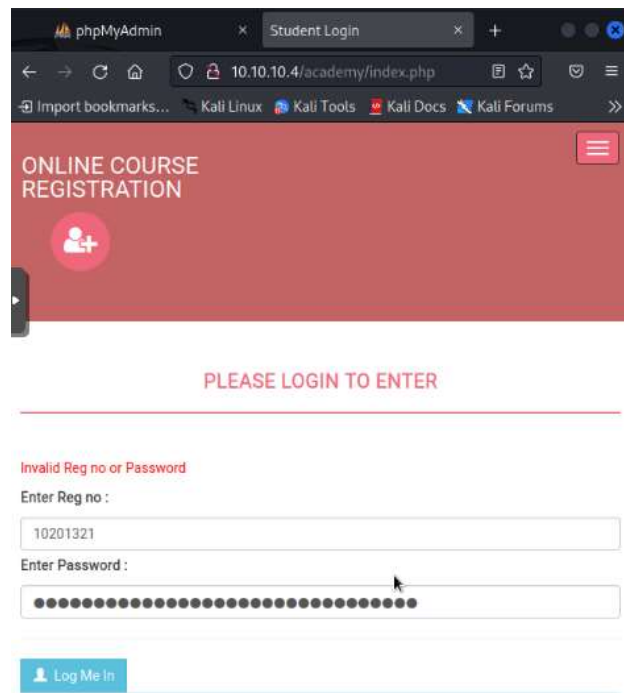 phpMyAdmin × Student Login × +
10.10.10.4/academy/index.php
Import bookmarks... Kali Linux Kali Tools Kali Docs Kali Forums »
ONLINE COURSE
REGISTRATION
PLEASE LOGIN TO ENTER
Invalid Reg no or Password
Enter Reg no :
10201321
Enter Password :
Log Me In